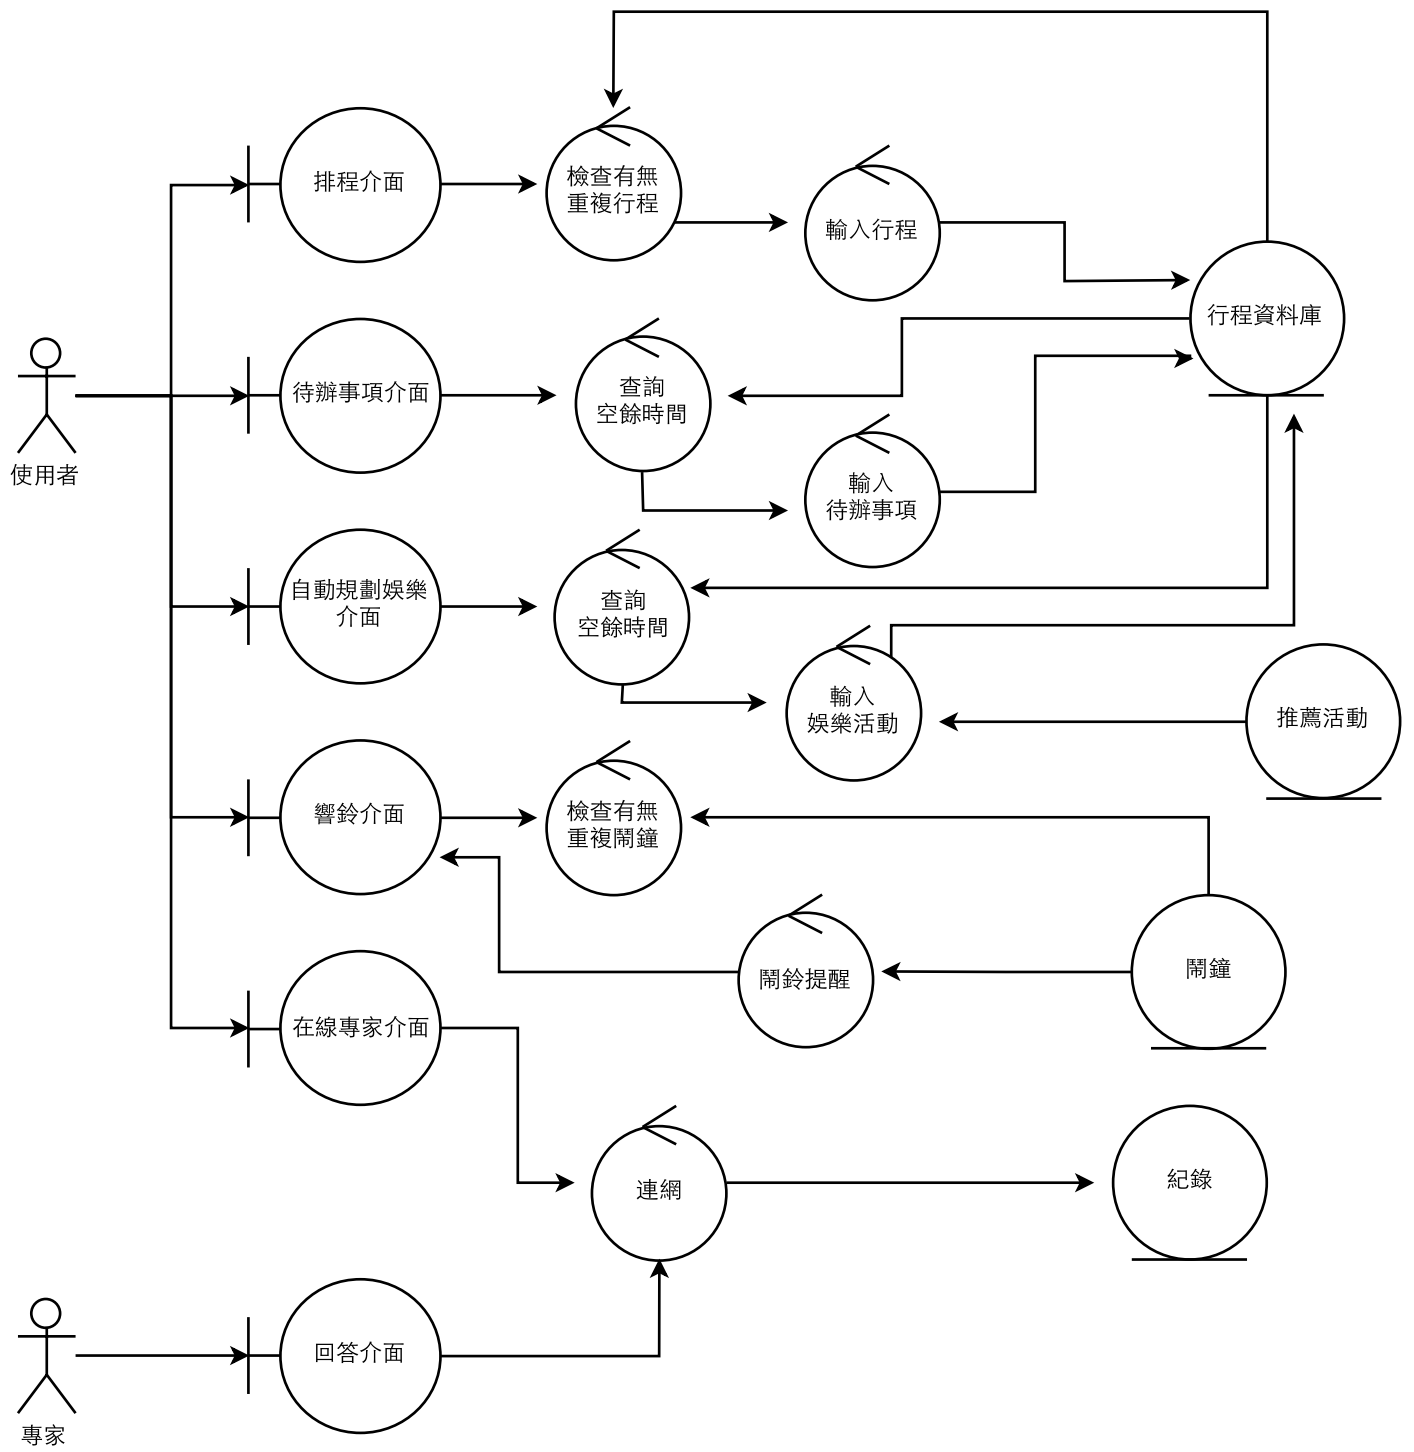 排程介面
檢查有無
重複行程
輸入行程
行程資料庫
使用者
待辦事項介面
查詢
空餘時間
輸入
待辦事項
自動規劃娛樂
介面
查詢
空餘時間
輸入
娛樂活動
推薦活動
響鈴介面
檢查有無
重複鬧鐘
鬧鈴提醒
鬧鐘
在線專家介面
連網
紀錄
專家
回答介面